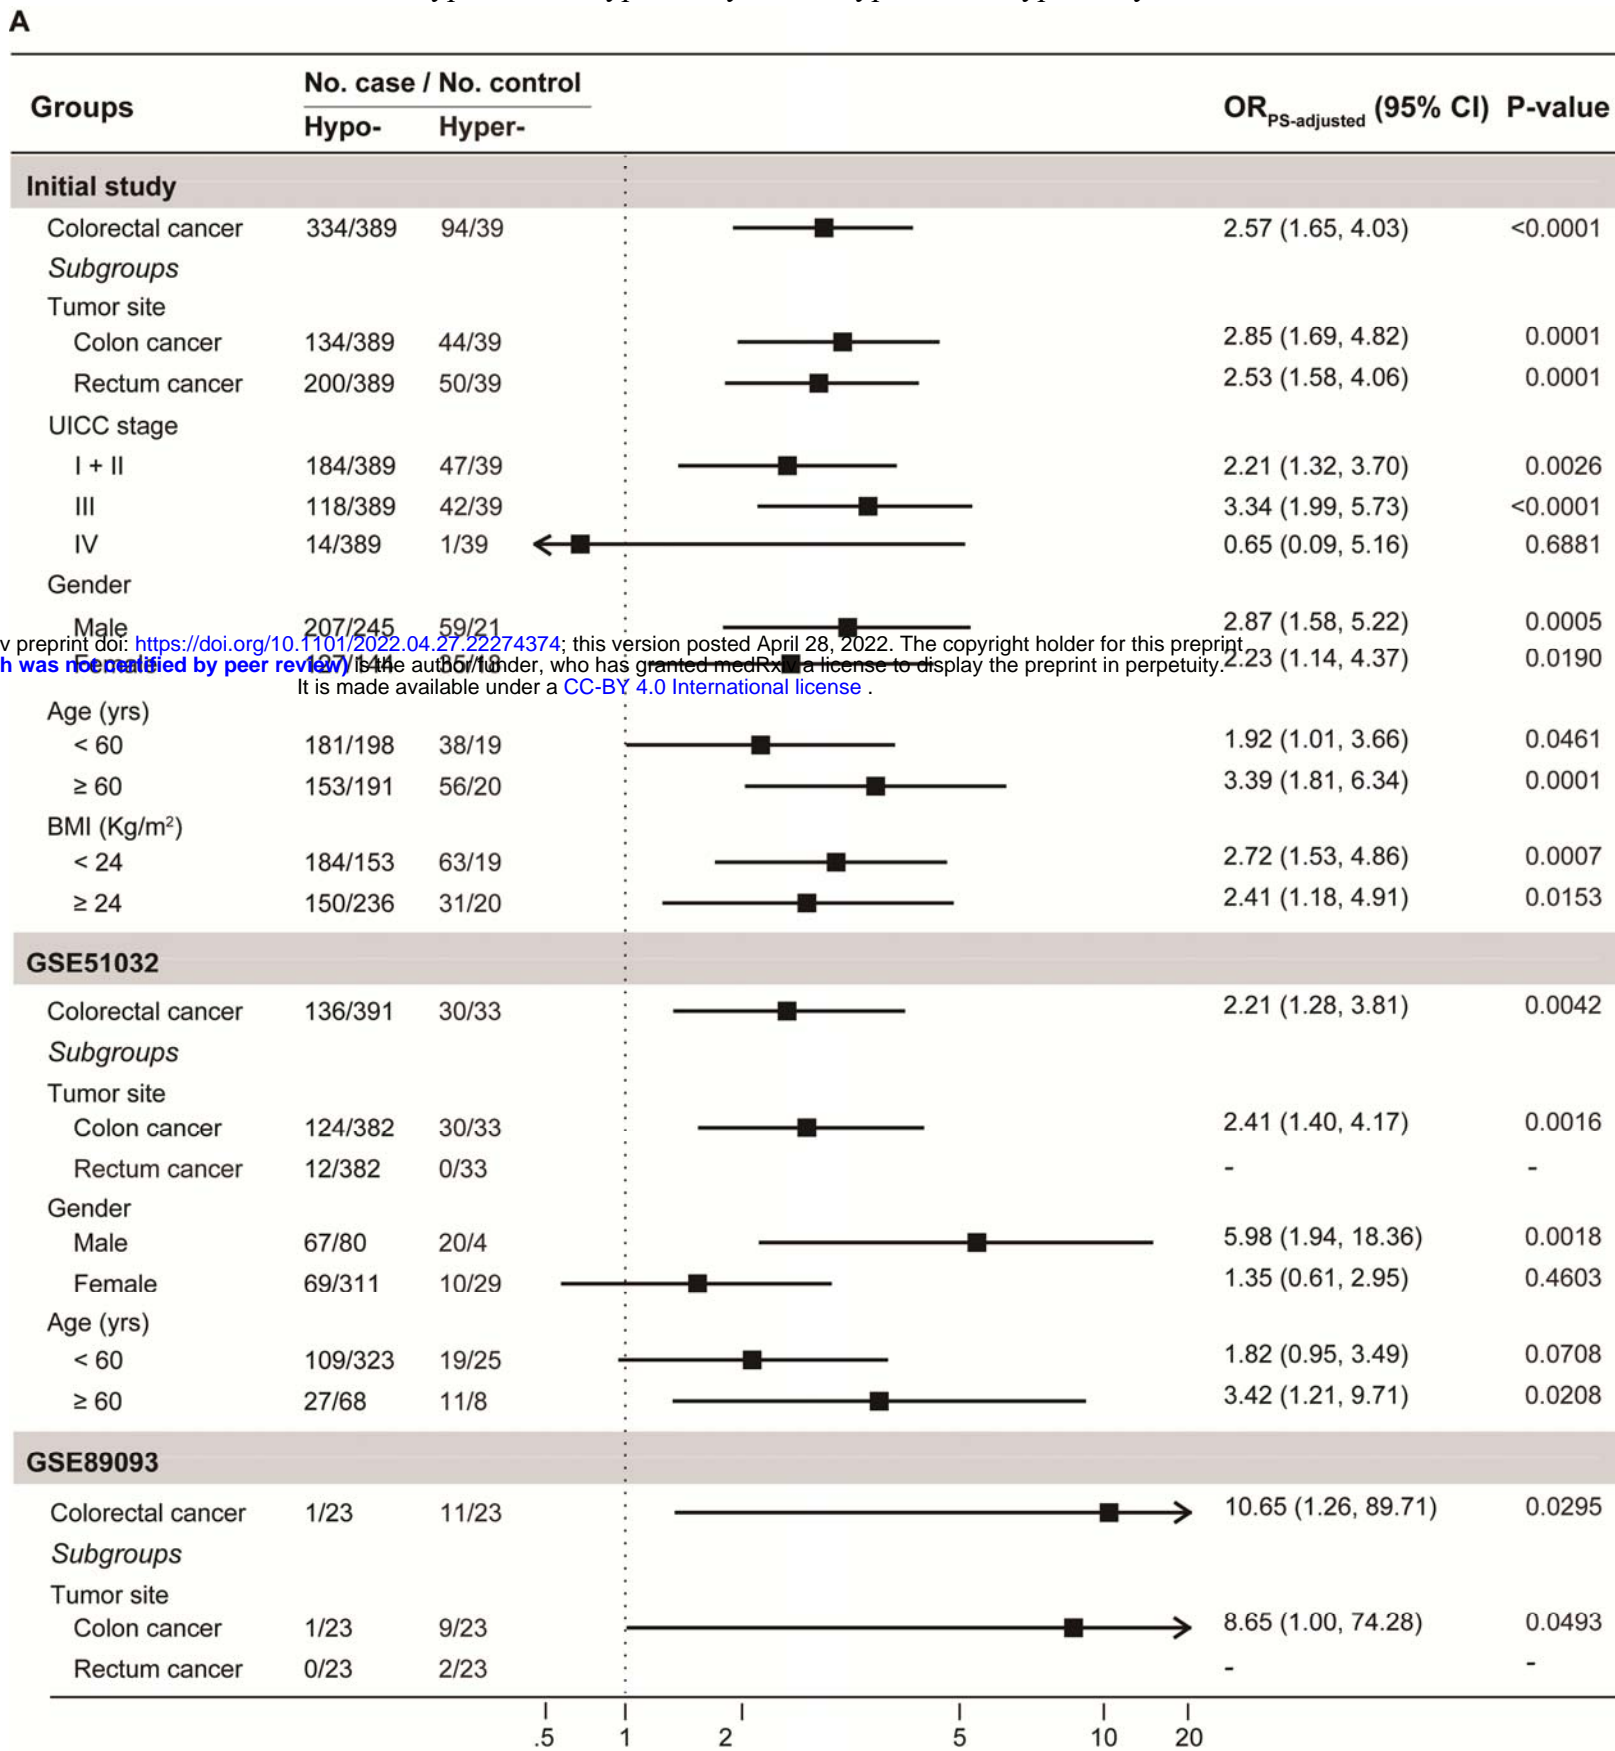 A
Groups No. case / No. control OR PS-adjusted (95% CI) P-value
Hypo- Hyper-
Initial study
Colorectal cancer 334/389 94/39 2.57 (1.65, 4.03) <0.0001
Subgroups
Tumor site
Colon cancer 134/389 44/39 2.85 (1.69, 4.82) 0.0001
Rectum cancer 200/389 50/39 2.53 (1.58, 4.06) 0.0001
UICC stage
I + II 184/389 47/39 2.21 (1.32, 3.70) 0.0026
III 118/389 42/39 3.34 (1.99, 5.73) <0.0001
IV 14/389 1/39 0.65 (0.09, 5.16) 0.6881
Gender
Male 207/245 59/21 2.87 (1.58, 5.22) 0.0005
v preprint doi: https://doi.org/10.1101/2022.04.27.22274374; this version posted April 28, 2022. The copyright holder for this preprint
Female 2.23 (1.14, 4.37) 0.0190
h was not certified by peer review) is the author/funder, who has granted medRxiv a license to display the preprint in perpetuity.
It is made available under a CC-BY 4.0 International license .
Age (yrs)
< 60 181/198 38/19 1.92 (1.01, 3.66) 0.0461
≥ 60 153/191 56/20 3.39 (1.81, 6.34) 0.0001
BMI (Kg/m²)
< 24 184/153 63/19 2.72 (1.53, 4.86) 0.0007
≥ 24 150/236 31/20 2.41 (1.18, 4.91) 0.0153
GSE51032
Colorectal cancer 136/391 30/33 2.21 (1.28, 3.81) 0.0042
Subgroups
Tumor site
Colon cancer 124/382 30/33 2.41 (1.40, 4.17) 0.0016
Rectum cancer 12/382 0/33 - -
Gender
Male 67/80 20/4 5.98 (1.94, 18.36) 0.0018
Female 69/311 10/29 1.35 (0.61, 2.95) 0.4603
Age (yrs)
< 60 109/323 19/25 1.82 (0.95, 3.49) 0.0708
≥ 60 27/68 11/8 3.42 (1.21, 9.71) 0.0208
GSE89093
Colorectal cancer 1/23 11/23 10.65 (1.26, 89.71) 0.0295
Subgroups
Tumor site
Colon cancer 1/23 9/23 8.65 (1.00, 74.28) 0.0493
Rectum cancer 0/23 2/23 - -
.5 1 2 5 10 20